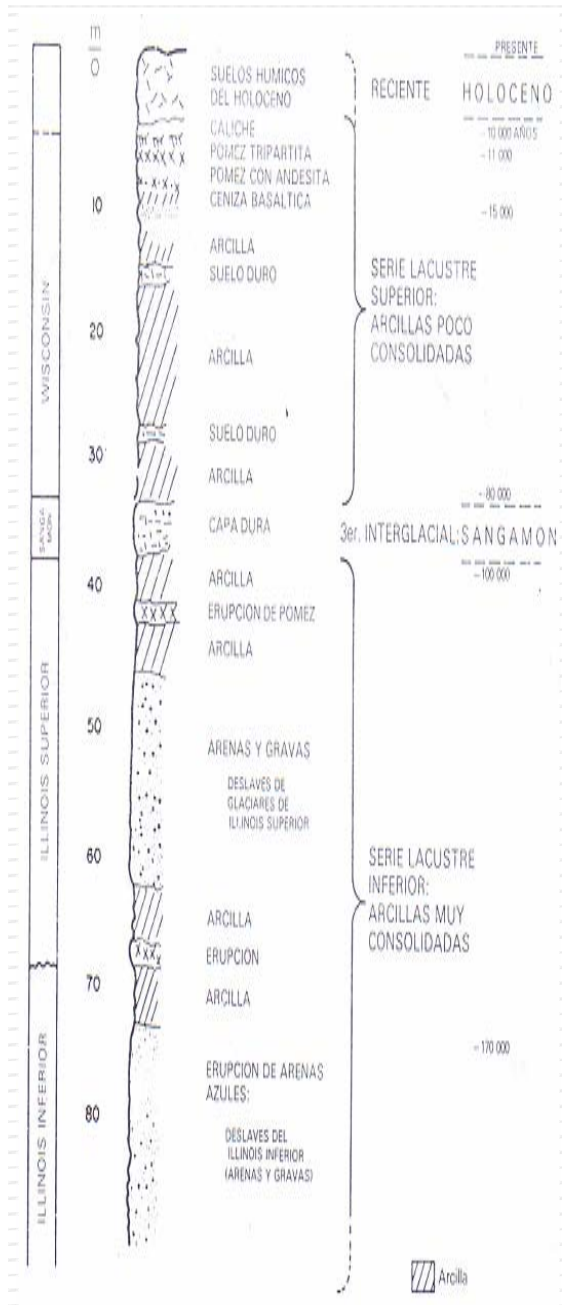 m
0
10
20
30
40
50
60
70
80
WISCONSIN
SANGA
MON
ILLINOIS SUPERIOR
ILLINOIS INFERIOR
SUELOS HUMICOS
DEL HOLOCENO
CALICHE
POMEZ TRIPARTITA
POMEZ CON ANDESITA
CENIZA BASALTICA
ARCILLA
SUELO DURO
ARCILLA
SUELO DURO
ARCILLA
CAPA DURA
ARCILLA
ERUPCION DE POMEZ
ARCILLA
ARENAS Y GRAVAS
DESLAVES DE
GLACIARES DE
ILLINOIS SUPERIOR
ARCILLA
ERUPCION
ARCILLA
ERUPCION DE ARENAS
AZULES:
DESLAVES DEL
ILLINOIS INFERIOR
(ARENAS Y GRAVAS)
RECIENTE
SERIE LACUSTRE
SUPERIOR:
ARCILLAS POCO
CONSOLIDADAS
3er. INTERGLACIAL: SANGAMON
SERIE LACUSTRE
INFERIOR:
ARCILLAS MUY
CONSOLIDADAS
PRESENTE
HOLOCENO
-10 000 AÑOS
-11 000
-15 000
-80 000
-100 000
-170 000
Arcilla